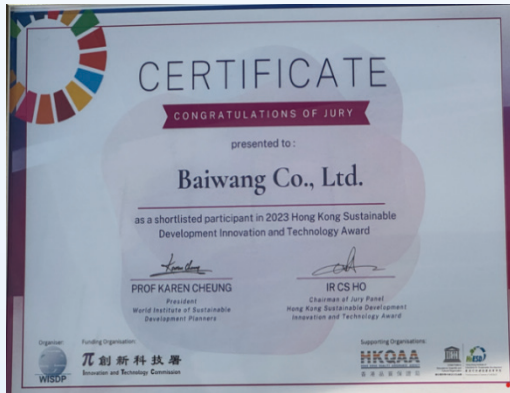 CERTIFICATE
CONGRATULATIONS OF JURY
presented to :
Baiwang Co., Ltd.
as a shortlisted participant in 2023 Hong Kong Sustainable
Development Innovation and Technology Award
PROF KAREN CHEUNG
President
World Institute of Sustainable
Development Planners
IR CS HO
Chairman of Jury Panel
Hong Kong Sustainable Development
Innovation and Technology Award
Organiser:
WISDP
Funding Organisation:
創新科技署
Innovation and Technology Commission
Supporting Organisations:
HKQAA